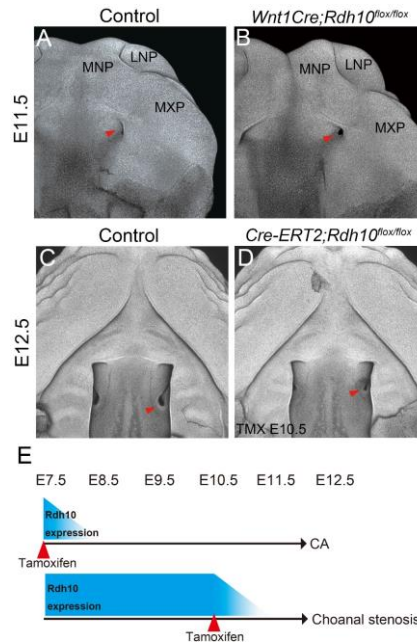 Control
Wnt1Cre;Rdh10flox/flox
A
B
MNP
LNP
MXP
MNP
LNP
MXP
E11.5
Control
Cre-ERT2;Rdh10flox/flox
C
D
E12.5
TMX E10.5
E
E7.5 E8.5 E9.5 E10.5 E11.5 E12.5
Rdh10
expression
CA
Tamoxifen
Rdh10
expression
Choanal stenosis
Tamoxifen